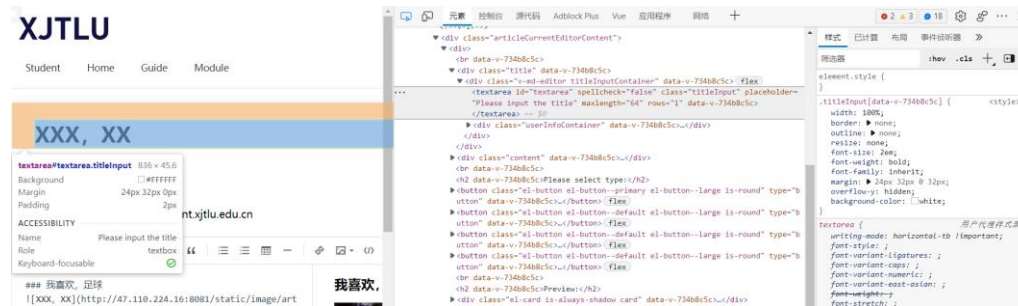 XJTLU
Student Home Guide Module
XXX, XX
textarea#textarea.titleInput 836 × 45.6
Background #FFFFFF
Margin 24px 32px 0px
Padding 2px
ACCESSIBILITY
Name Please input the title
Role textbox
Keyboard-focusable
nt.xjtlu.edu.cn
### 我喜欢, 足球
![XXX, XX](http://47.110.224.16:8081/static/image/art
我喜欢,
元素 控制台 源代码 Adblock Plus Vue 应用程序 网络
2 3 18
<div class="articleCurrentEditorContent">
<div>
<br data-v-734b8c5c>
<div class="title" data-v-734b8c5c>
<div class="v-md-editor titleInputContainer" data-v-734b8c5c> flex
<textarea id="textarea" spellcheck="false" class="titleInput" placeholder=
"Please input the title" maxlength="64" rows="1" data-v-734b8c5c>
</textarea> == $0
<div class="userInfoContainer" data-v-734b8c5c>…</div>
</div>
</div>
<div class="content" data-v-734b8c5c>…</div>
<br data-v-734b8c5c>
<h2 data-v-734b8c5c>Please select type:</h2>
<button class="el-button el-button--primary el-button--large is-round" type="b
utton" data-v-734b8c5c>…</button> flex
<button class="el-button el-button--default el-button--large is-round" type="b
utton" data-v-734b8c5c>…</button> flex
<button class="el-button el-button--default el-button--large is-round" type="b
utton" data-v-734b8c5c>…</button> flex
<button class="el-button el-button--default el-button--large is-round" type="b
utton" data-v-734b8c5c>…</button> flex
<br data-v-734b8c5c>
<h2 data-v-734b8c5c>Preview:</h2>
<div class="el-card is-always-shadow card" data-v-734b8c5c>…</div>
样式 已计算 布局 事件侦听器
筛选器 :hov .cls
element.style {
}
.titleInput[data-v-734b8c5c] { <style>
width: 100%;
border: none;
outline: none;
resize: none;
font-size: 2em;
font-weight: bold;
font-family: inherit;
margin: 24px 32px 0 32px;
overflow-y: hidden;
background-color: white;
}
textarea { 用户代理样式表
writing-mode: horizontal-tb !important;
font-style: ;
font-variant-ligatures: ;
font-variant-caps: ;
font-variant-numeric: ;
font-variant-east-asian: ;
font-weight: ;
font-stretch: ;